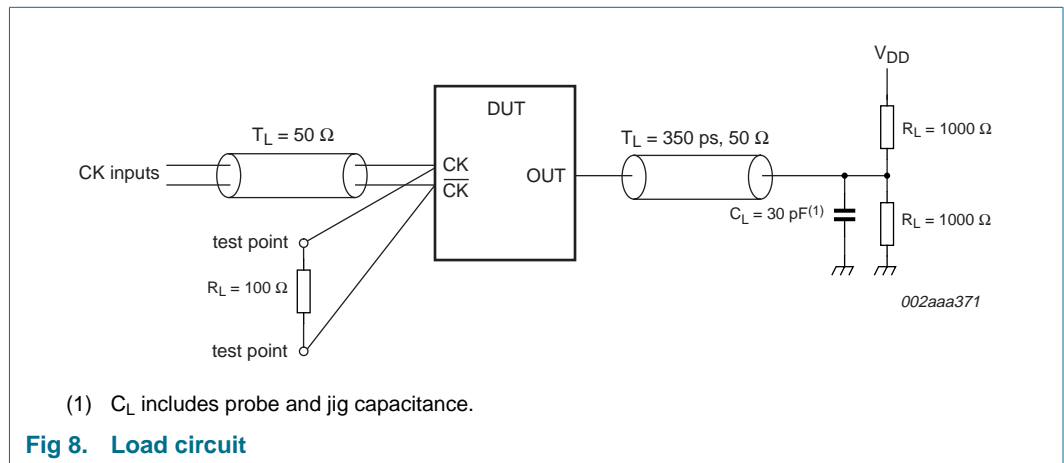 V_DD
DUT
R_L = 1000 Ω
T_L = 50 Ω
T_L = 350 ps, 50 Ω
CK inputs
CK
C̅K̅
OUT
C_L = 30 pF(1)
R_L = 1000 Ω
test point
R_L = 100 Ω
002aaa371
test point
(1) C_L includes probe and jig capacitance.
Fig 8. Load circuit